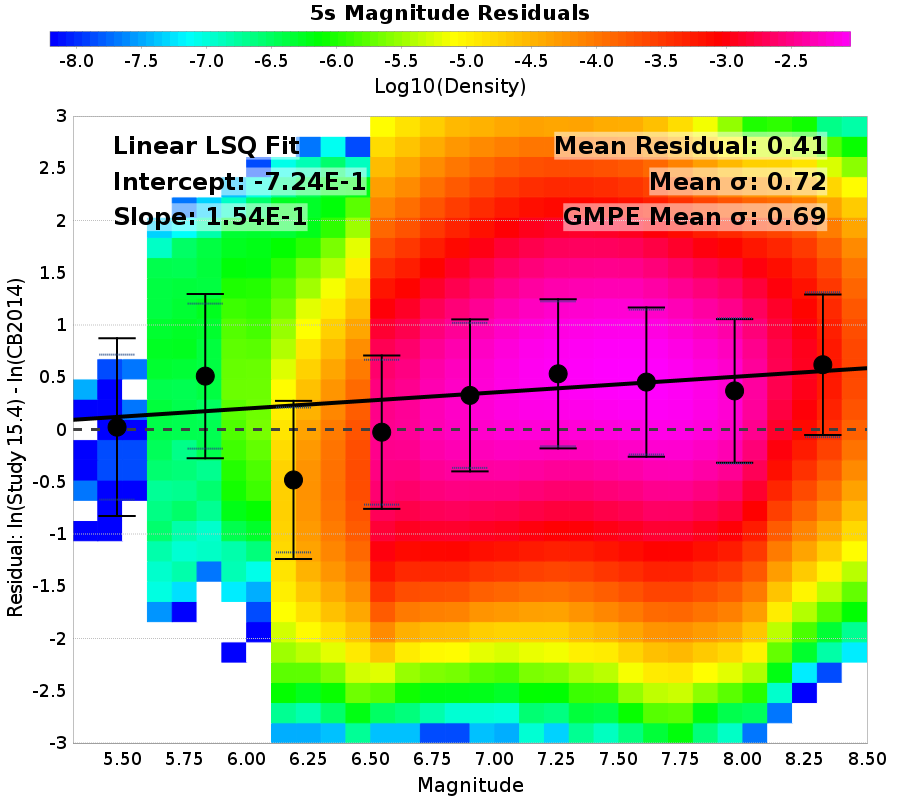 5s Magnitude Residuals
-8.0 -7.5 -7.0 -6.5 -6.0 -5.5 -5.0 -4.5 -4.0 -3.5 -3.0 -2.5
Log10(Density)
Linear LSQ Fit
Intercept: -7.24E-1
Slope: 1.54E-1
Mean Residual: 0.41
Mean σ: 0.72
GMPE Mean σ: 0.69
3
2.5
2
1.5
1
0.5
0
-0.5
-1
-1.5
-2
-2.5
-3
Residual: ln(Study 15.4) - ln(CB2014)
5.50 5.75 6.00 6.25 6.50 6.75 7.00 7.25 7.50 7.75 8.00 8.25 8.50
Magnitude